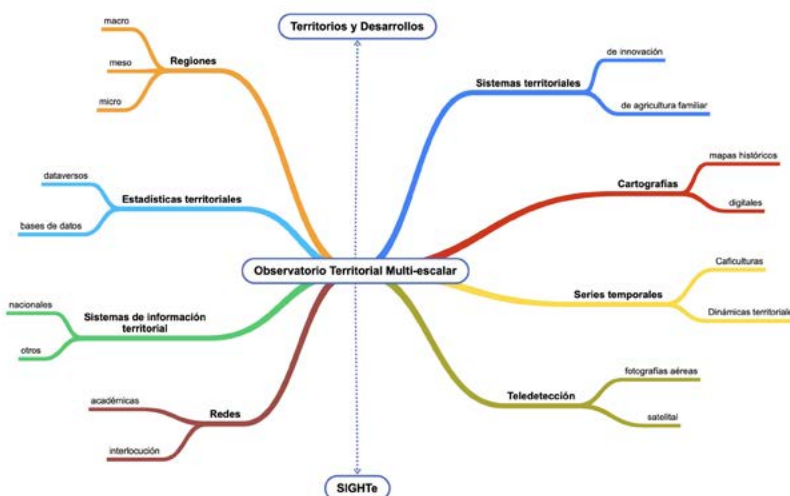 Territorios y Desarrollos
macro
meso
micro
Regiones
Sistemas territoriales
de innovación
de agricultura familiar
dataversos
bases de datos
Estadísticas territoriales
Cartografías
mapas históricos
digitales
Observatorio Territorial Multi-escalar
nacionales
otros
Sistemas de información
territorial
Series temporales
Caficulturas
Dinámicas territoriale
académicas
interlocución
Redes
Teledetección
fotografías aéreas
satelital
SIGHTe